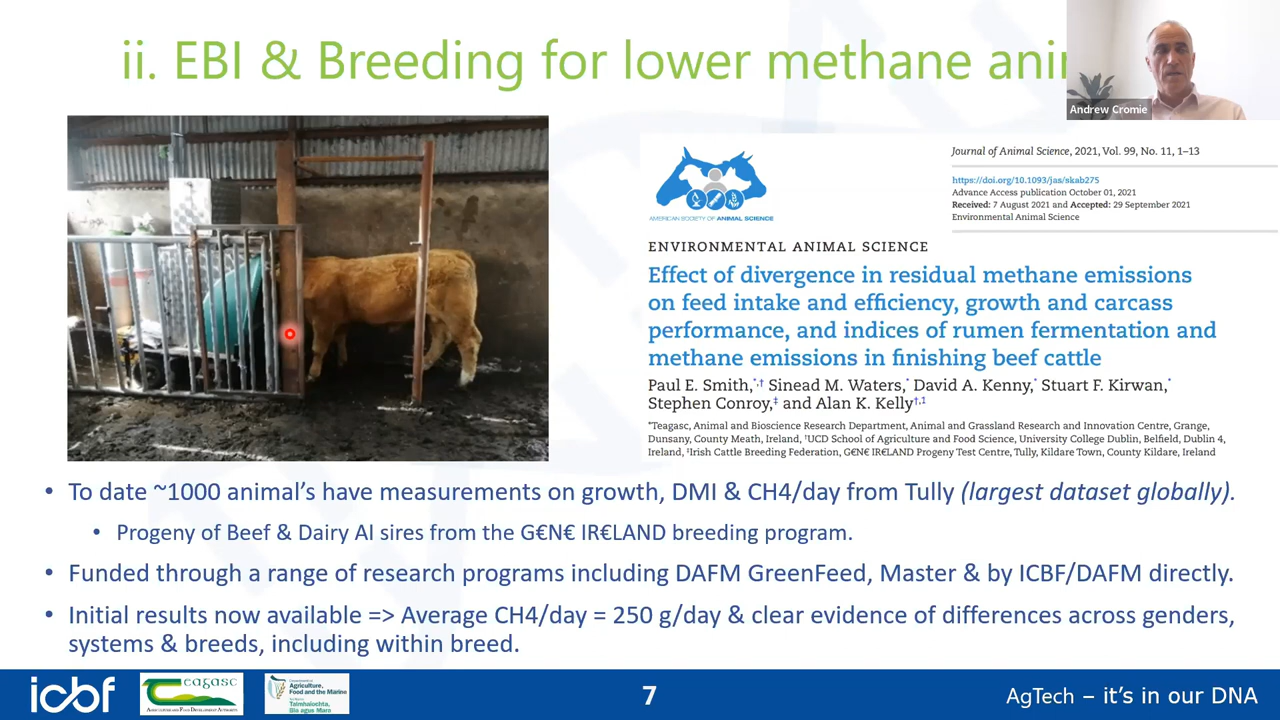 ii. EBI & Breeding for lower methane ani
Andrew Cromie
Journal of Animal Science, 2021, Vol. 99, No. 11, 1–13
https://doi.org/10.1093/jas/skab275
Advance Access publication October 01, 2021
Received: 7 August 2021 and Accepted: 29 September 2021
Environmental Animal Science
AMERICAN SOCIETY OF ANIMAL SCIENCE
ENVIRONMENTAL ANIMAL SCIENCE
Effect of divergence in residual methane emissions
on feed intake and efficiency, growth and carcass
performance, and indices of rumen fermentation and
methane emissions in finishing beef cattle
Paul E. Smith,*,† Sinead M. Waters,* David A. Kenny,* Stuart F. Kirwan,*
Stephen Conroy,‡ and Alan K. Kelly†,1
*Teagasc, Animal and Bioscience Research Department, Animal and Grassland Research and Innovation Centre, Grange,
Dunsany, County Meath, Ireland, †UCD School of Agriculture and Food Science, University College Dublin, Belfield, Dublin 4,
Ireland, ‡Irish Cattle Breeding Federation, G€N€ IR€LAND Progeny Test Centre, Tully, Kildare Town, County Kildare, Ireland
• To date ~1000 animal's have measurements on growth, DMI & CH4/day from Tully (largest dataset globally).
• Progeny of Beef & Dairy AI sires from the G€N€ IR€LAND breeding program.
• Funded through a range of research programs including DAFM GreenFeed, Master & by ICBF/DAFM directly.
• Initial results now available => Average CH4/day = 250 g/day & clear evidence of differences across genders,
systems & breeds, including within breed.
icbf
teagasc
AGRICULTURE AND FOOD DEVELOPMENT AUTHORITY
Department of
Agriculture,
Food and the Marine
An Roinn
Talmhaíochta,
Bia agus Mara
7
AgTech – it's in our DNA